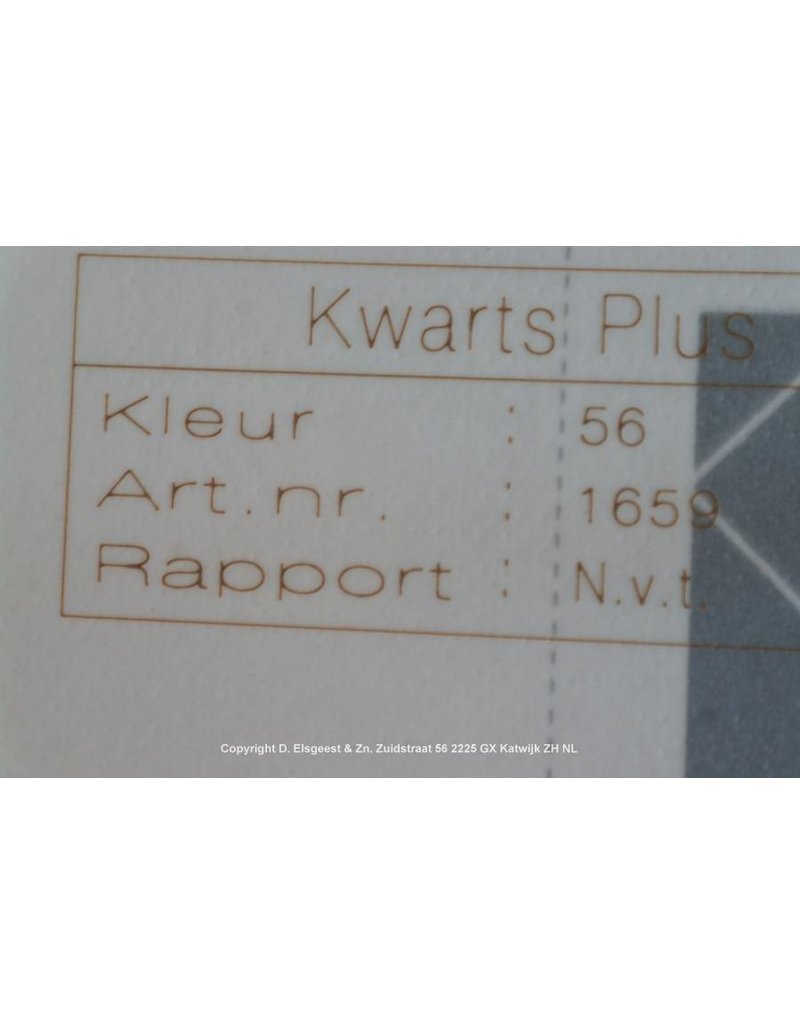 Kwarts Plus
Kleur : 56
Art.nr. : 1659
Rapport : N.v.t.
Copyright D. Elsgeest & Zn. Zuidstraat 56 2225 GX Katwijk ZH NL